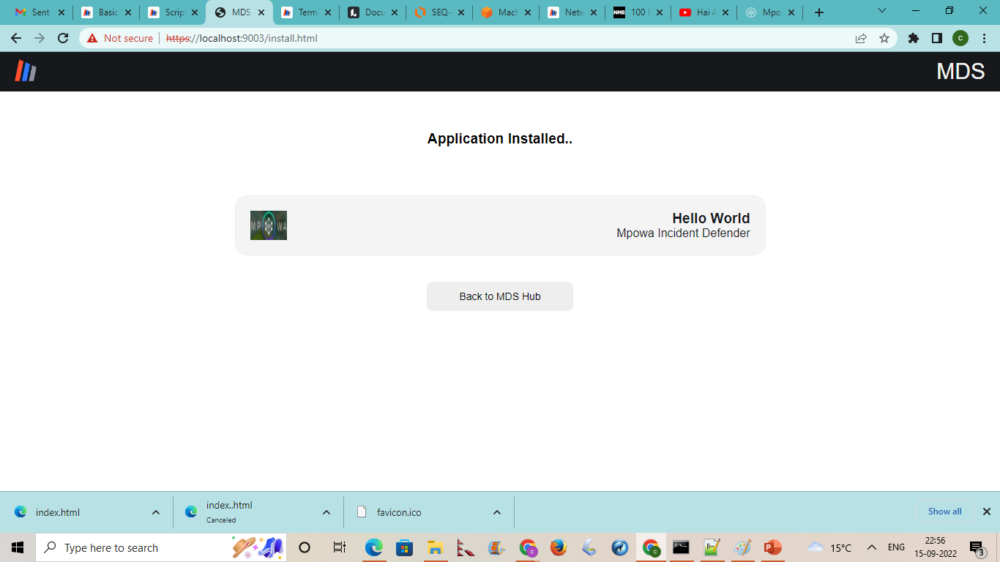 Sent
Basic
Scrip
MDS
Term
Docu
SEQ-
Mach
Netw
NME
100
Hai
Mpo
Not secure
https://localhost:9003/install.html
C
MDS
Application Installed..
MP WA
Hello World
Mpowa Incident Defender
Back to MDS Hub
index.html
index..html
Canceled
favicon.ico
Show all
Type here to search
15°C
ENG
22:56
15-09-2022
3